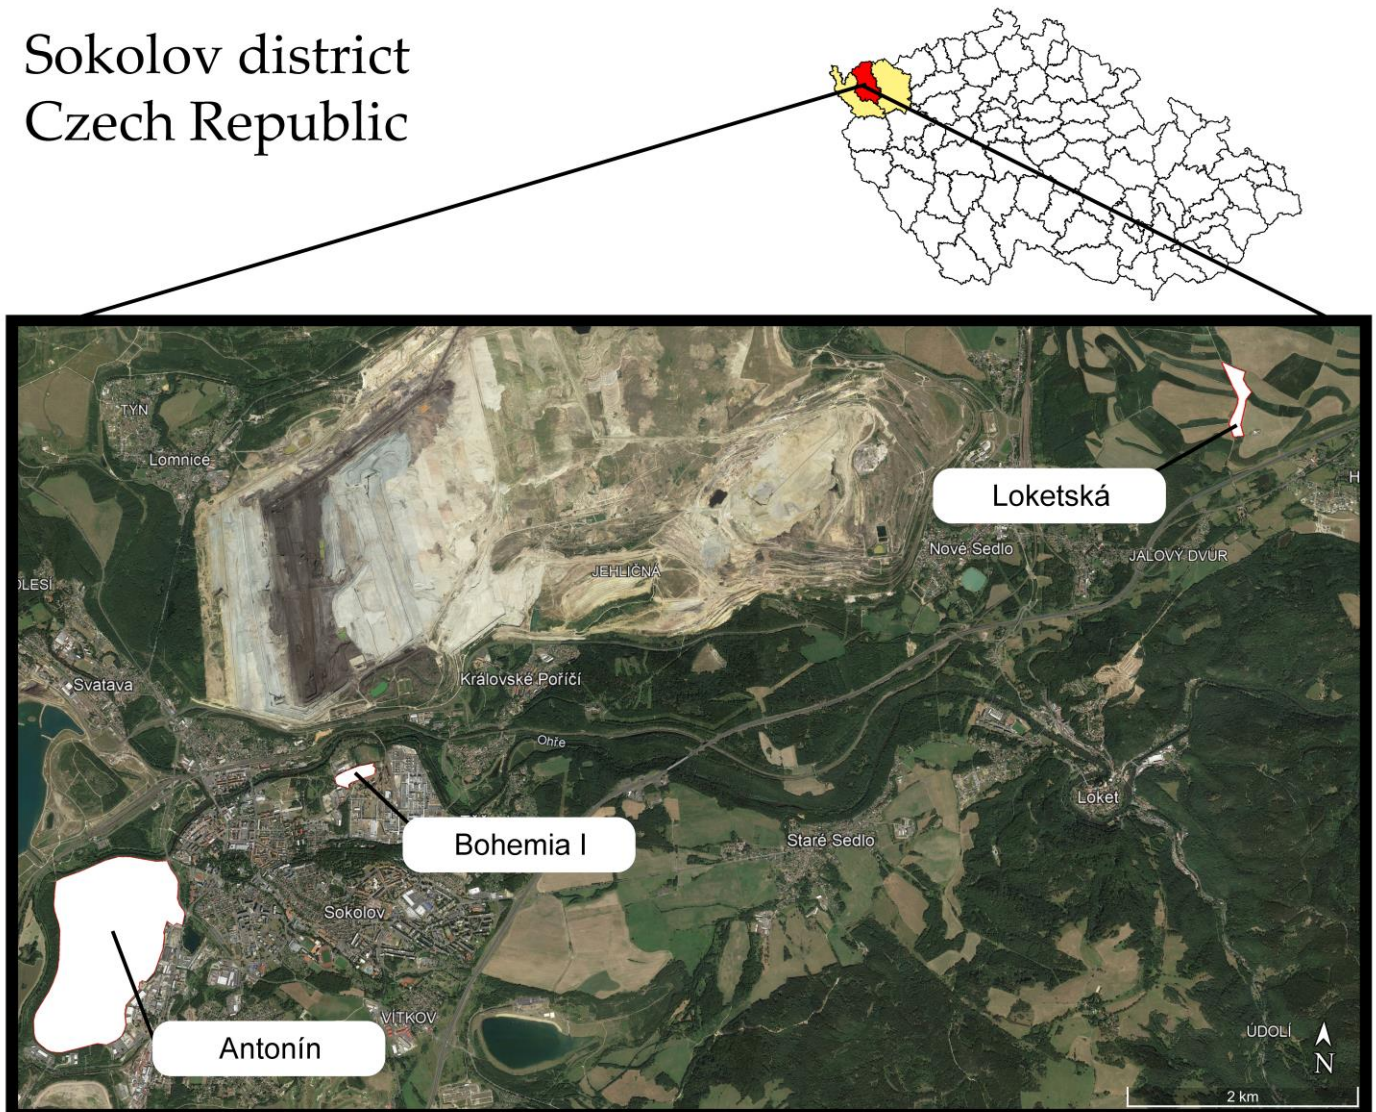 Sokolov district
Czech Republic
TÝN
Lomnice
Loketská
H
Nové Sedlo
JALOVÝ DVŮR
JEHLIČNÁ
OLESÍ
Královské Poříčí
Svatava
Ohře
Loket
Bohemia I
Staré Sedlo
Sokolov
VÍTKOV
Antonín
ÚDOLÍ
N
2 km